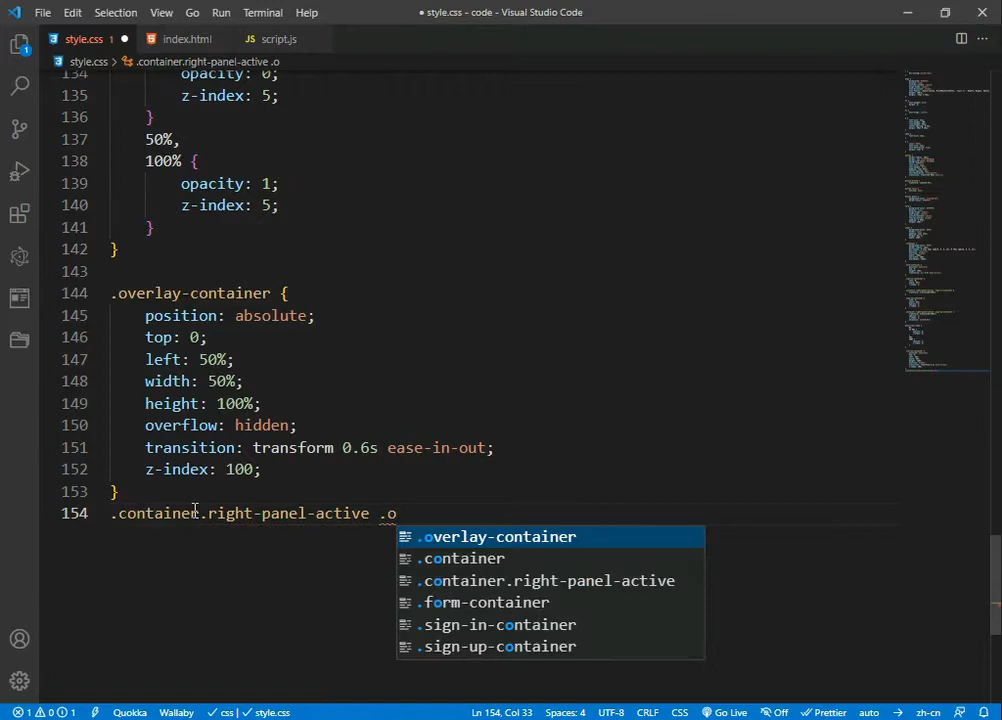 File Edit Selection View Go Run Terminal Help ● style.css - code - Visual Studio Code
style.css 1 ● index.html JS script.js
style.css > .container.right-panel-active .o
134 opacity: 0;
135 z-index: 5;
136 }
137 50%,
138 100% {
139 opacity: 1;
140 z-index: 5;
141 }
142 }
143
144 .overlay-container {
145 position: absolute;
146 top: 0;
147 left: 50%;
148 width: 50%;
149 height: 100%;
150 overflow: hidden;
151 transition: transform 0.6s ease-in-out;
152 z-index: 100;
153 }
154 .container.right-panel-active .o
.overlay-container
.container
.container.right-panel-active
.form-container
.sign-in-container
.sign-up-container
1 0 1 Quokka Wallaby ✓ css | ✓ style.css Ln 154, Col 33 Spaces: 4 UTF-8 CRLF CSS Go Live Off Prettier auto → zh-cn